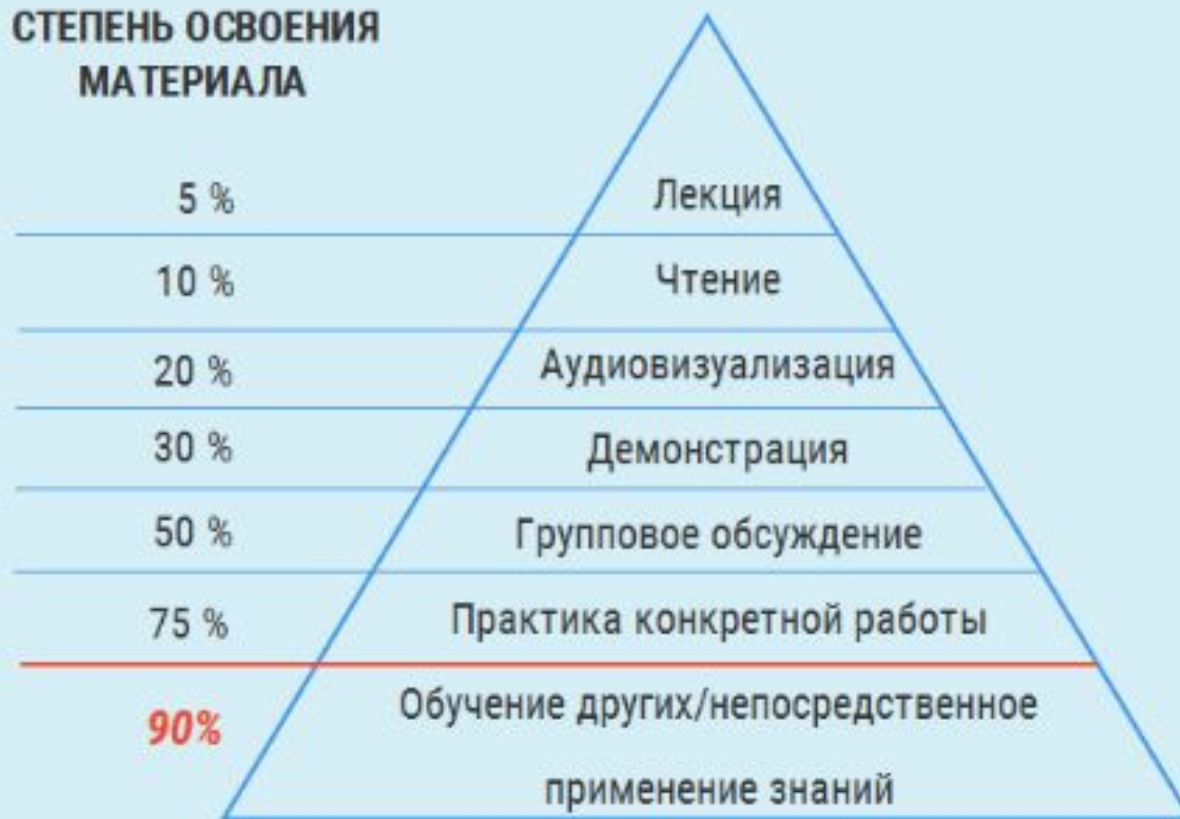 СТЕПЕНЬ ОСВОЕНИЯ
МАТЕРИАЛА
5 % Лекция
10 % Чтение
20 % Аудиовизуализация
30 % Демонстрация
50 % Групповое обсуждение
75 % Практика конкретной работы
90% Обучение других/непосредственное
применение знаний